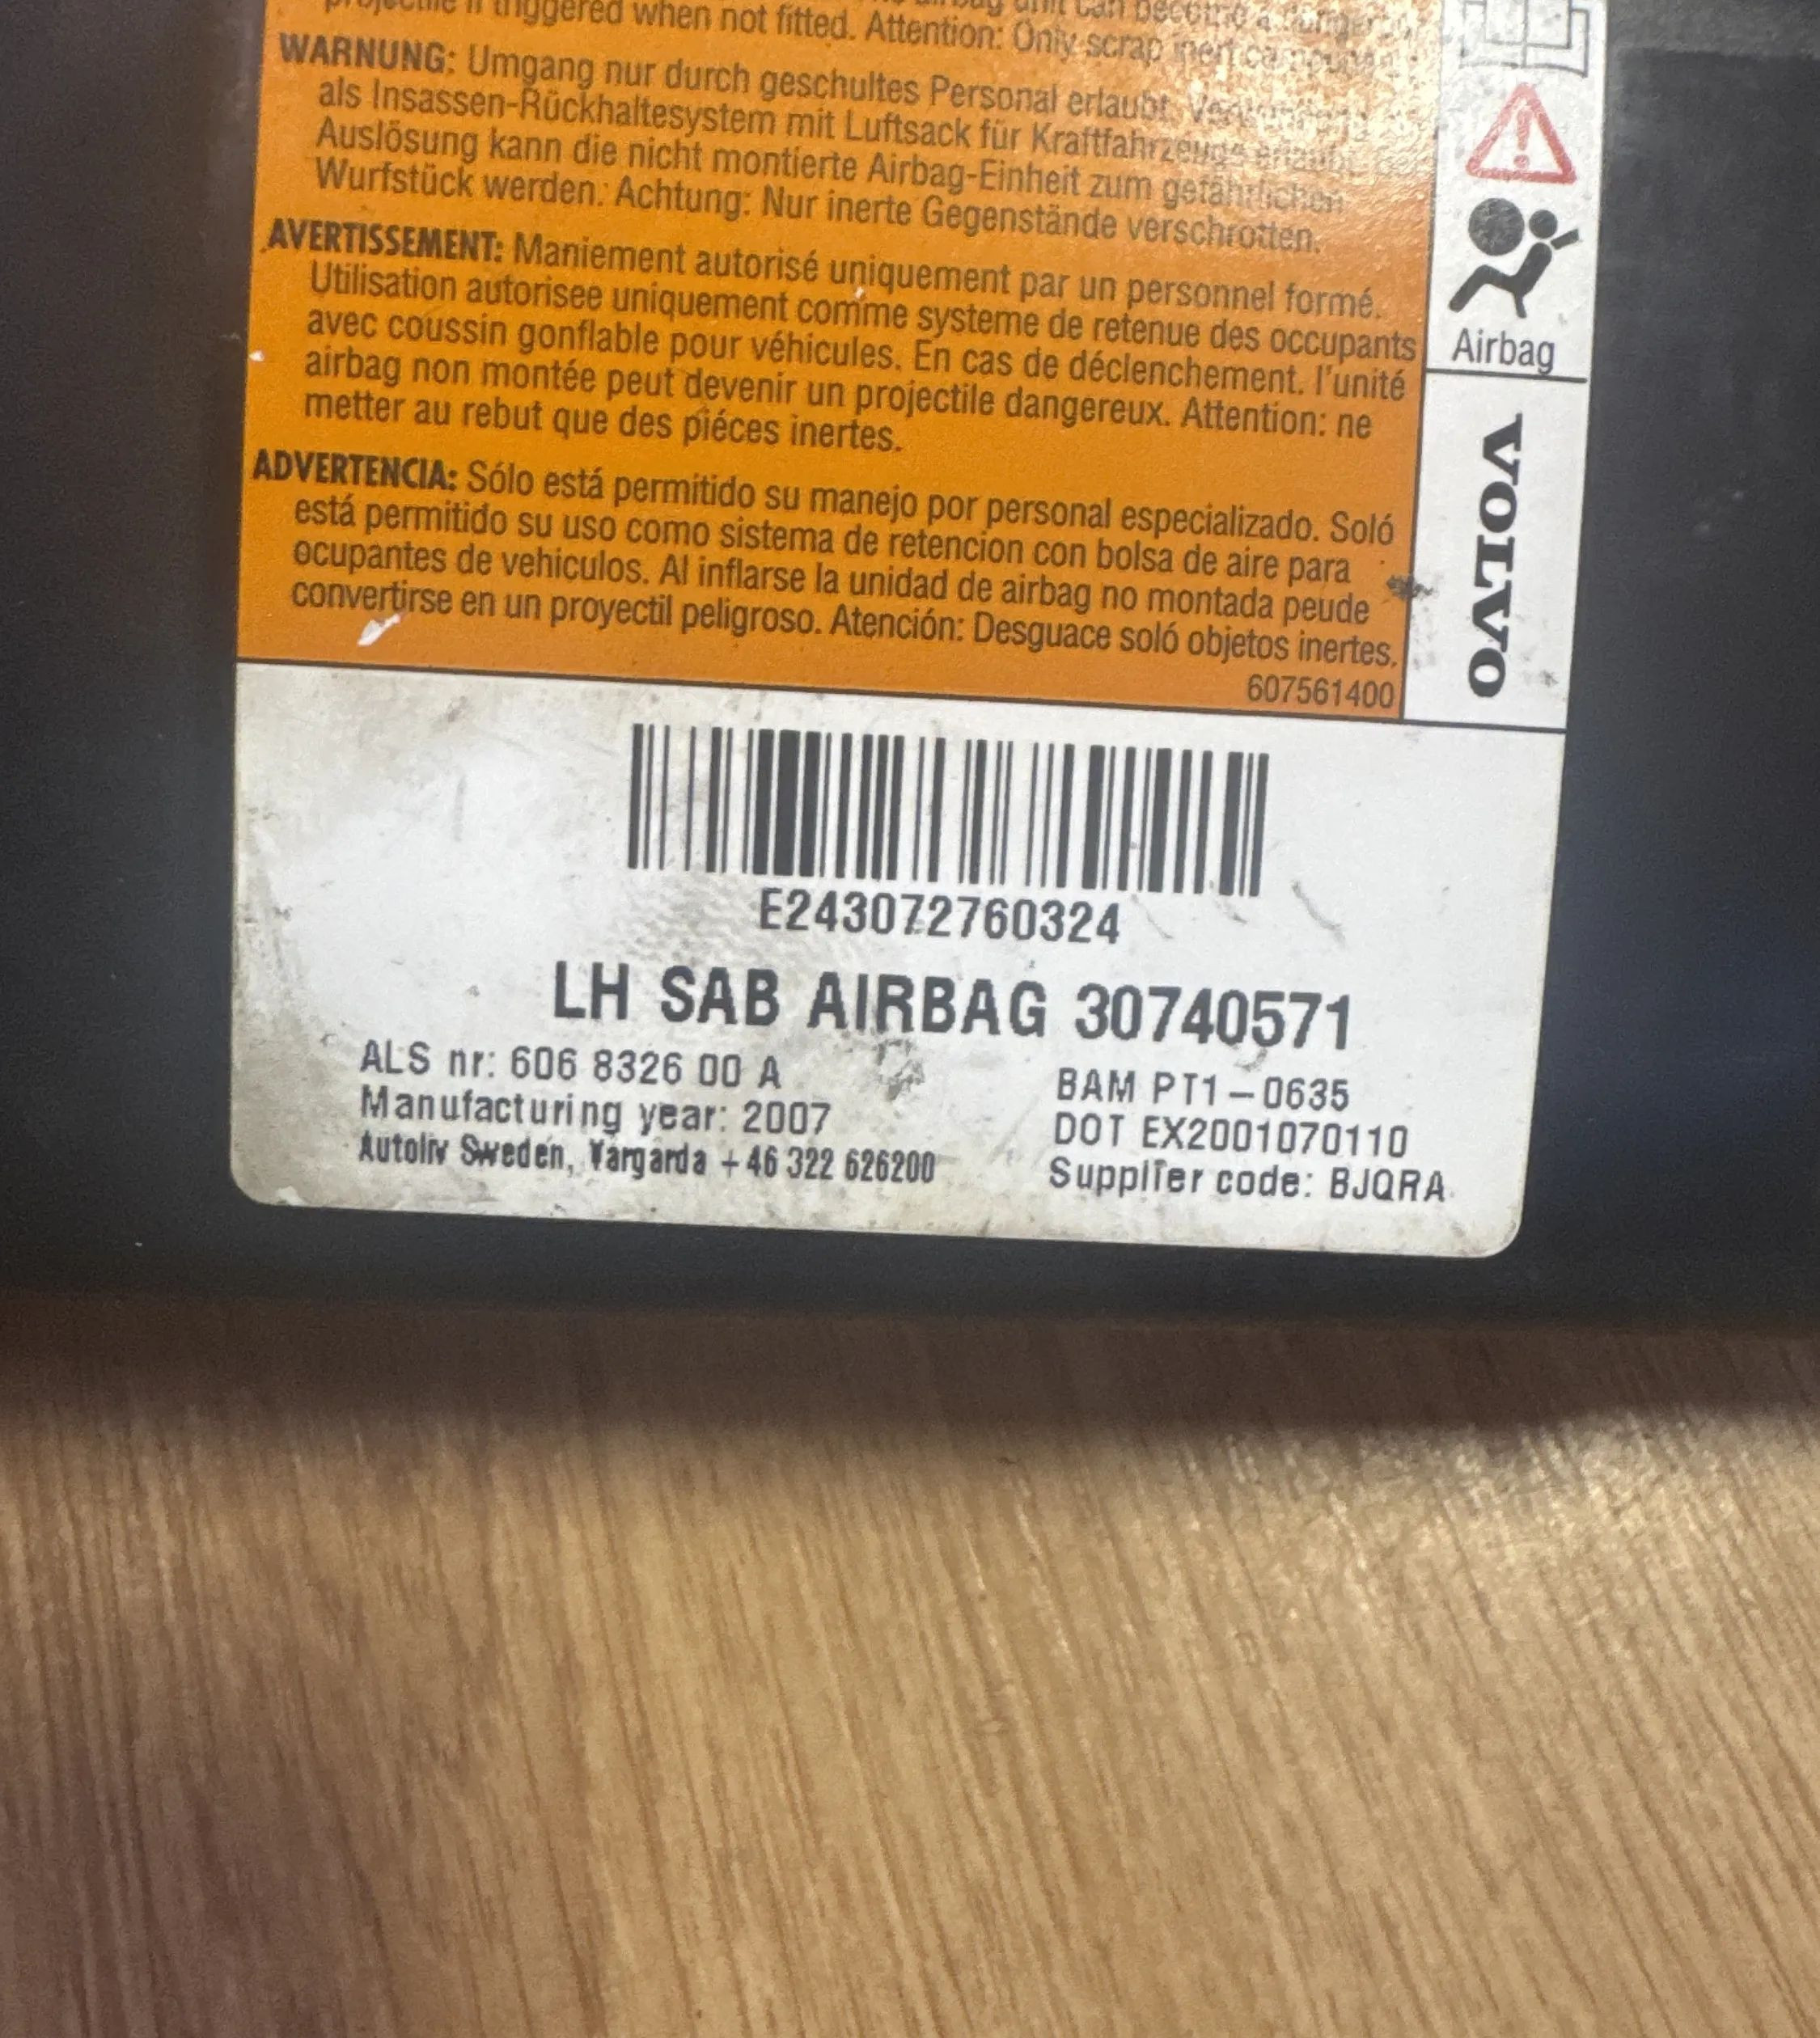 projectile if triggered when not fitted. Attention: Only scrap inert
WARNUNG: Umgang nur durch geschultes Personal erlaubt.
als Insassen-Rückhaltesystem mit Luftsack für Kraftfahrzeuge erlaubt. Bei
Auslösung kann die nicht montierte Airbag-Einheit zum gefährlichen
Wurfstück werden. Achtung: Nur inerte Gegenstände verschrotten.
AVERTISSEMENT: Maniement autorisé uniquement par un personnel formé.
Utilisation autorisee uniquement comme systeme de retenue des occupants
avec coussin gonflable pour véhicules. En cas de déclenchement. l'unité
airbag non montée peut devenir un projectile dangereux. Attention: ne
metter au rebut que des piéces inertes.
ADVERTENCIA: Sólo está permitido su manejo por personal especializado. Soló
está permitido su uso como sistema de retencion con bolsa de aire para
ocupantes de vehiculos. Al inflarse la unidad de airbag no montada peude
convertirse en un proyectil peligroso. Atención: Desguace soló objetos inertes.
607561400
Airbag
VOLVO
E243072760324
LH SAB AIRBAG 30740571
ALS nr: 606 8326 00 A
Manufacturing year: 2007
Autoliv Sweden, Vårgårda +46 322 626200
BAM PT1-0635
DOT EX2001070110
Supplier code: BJQRA